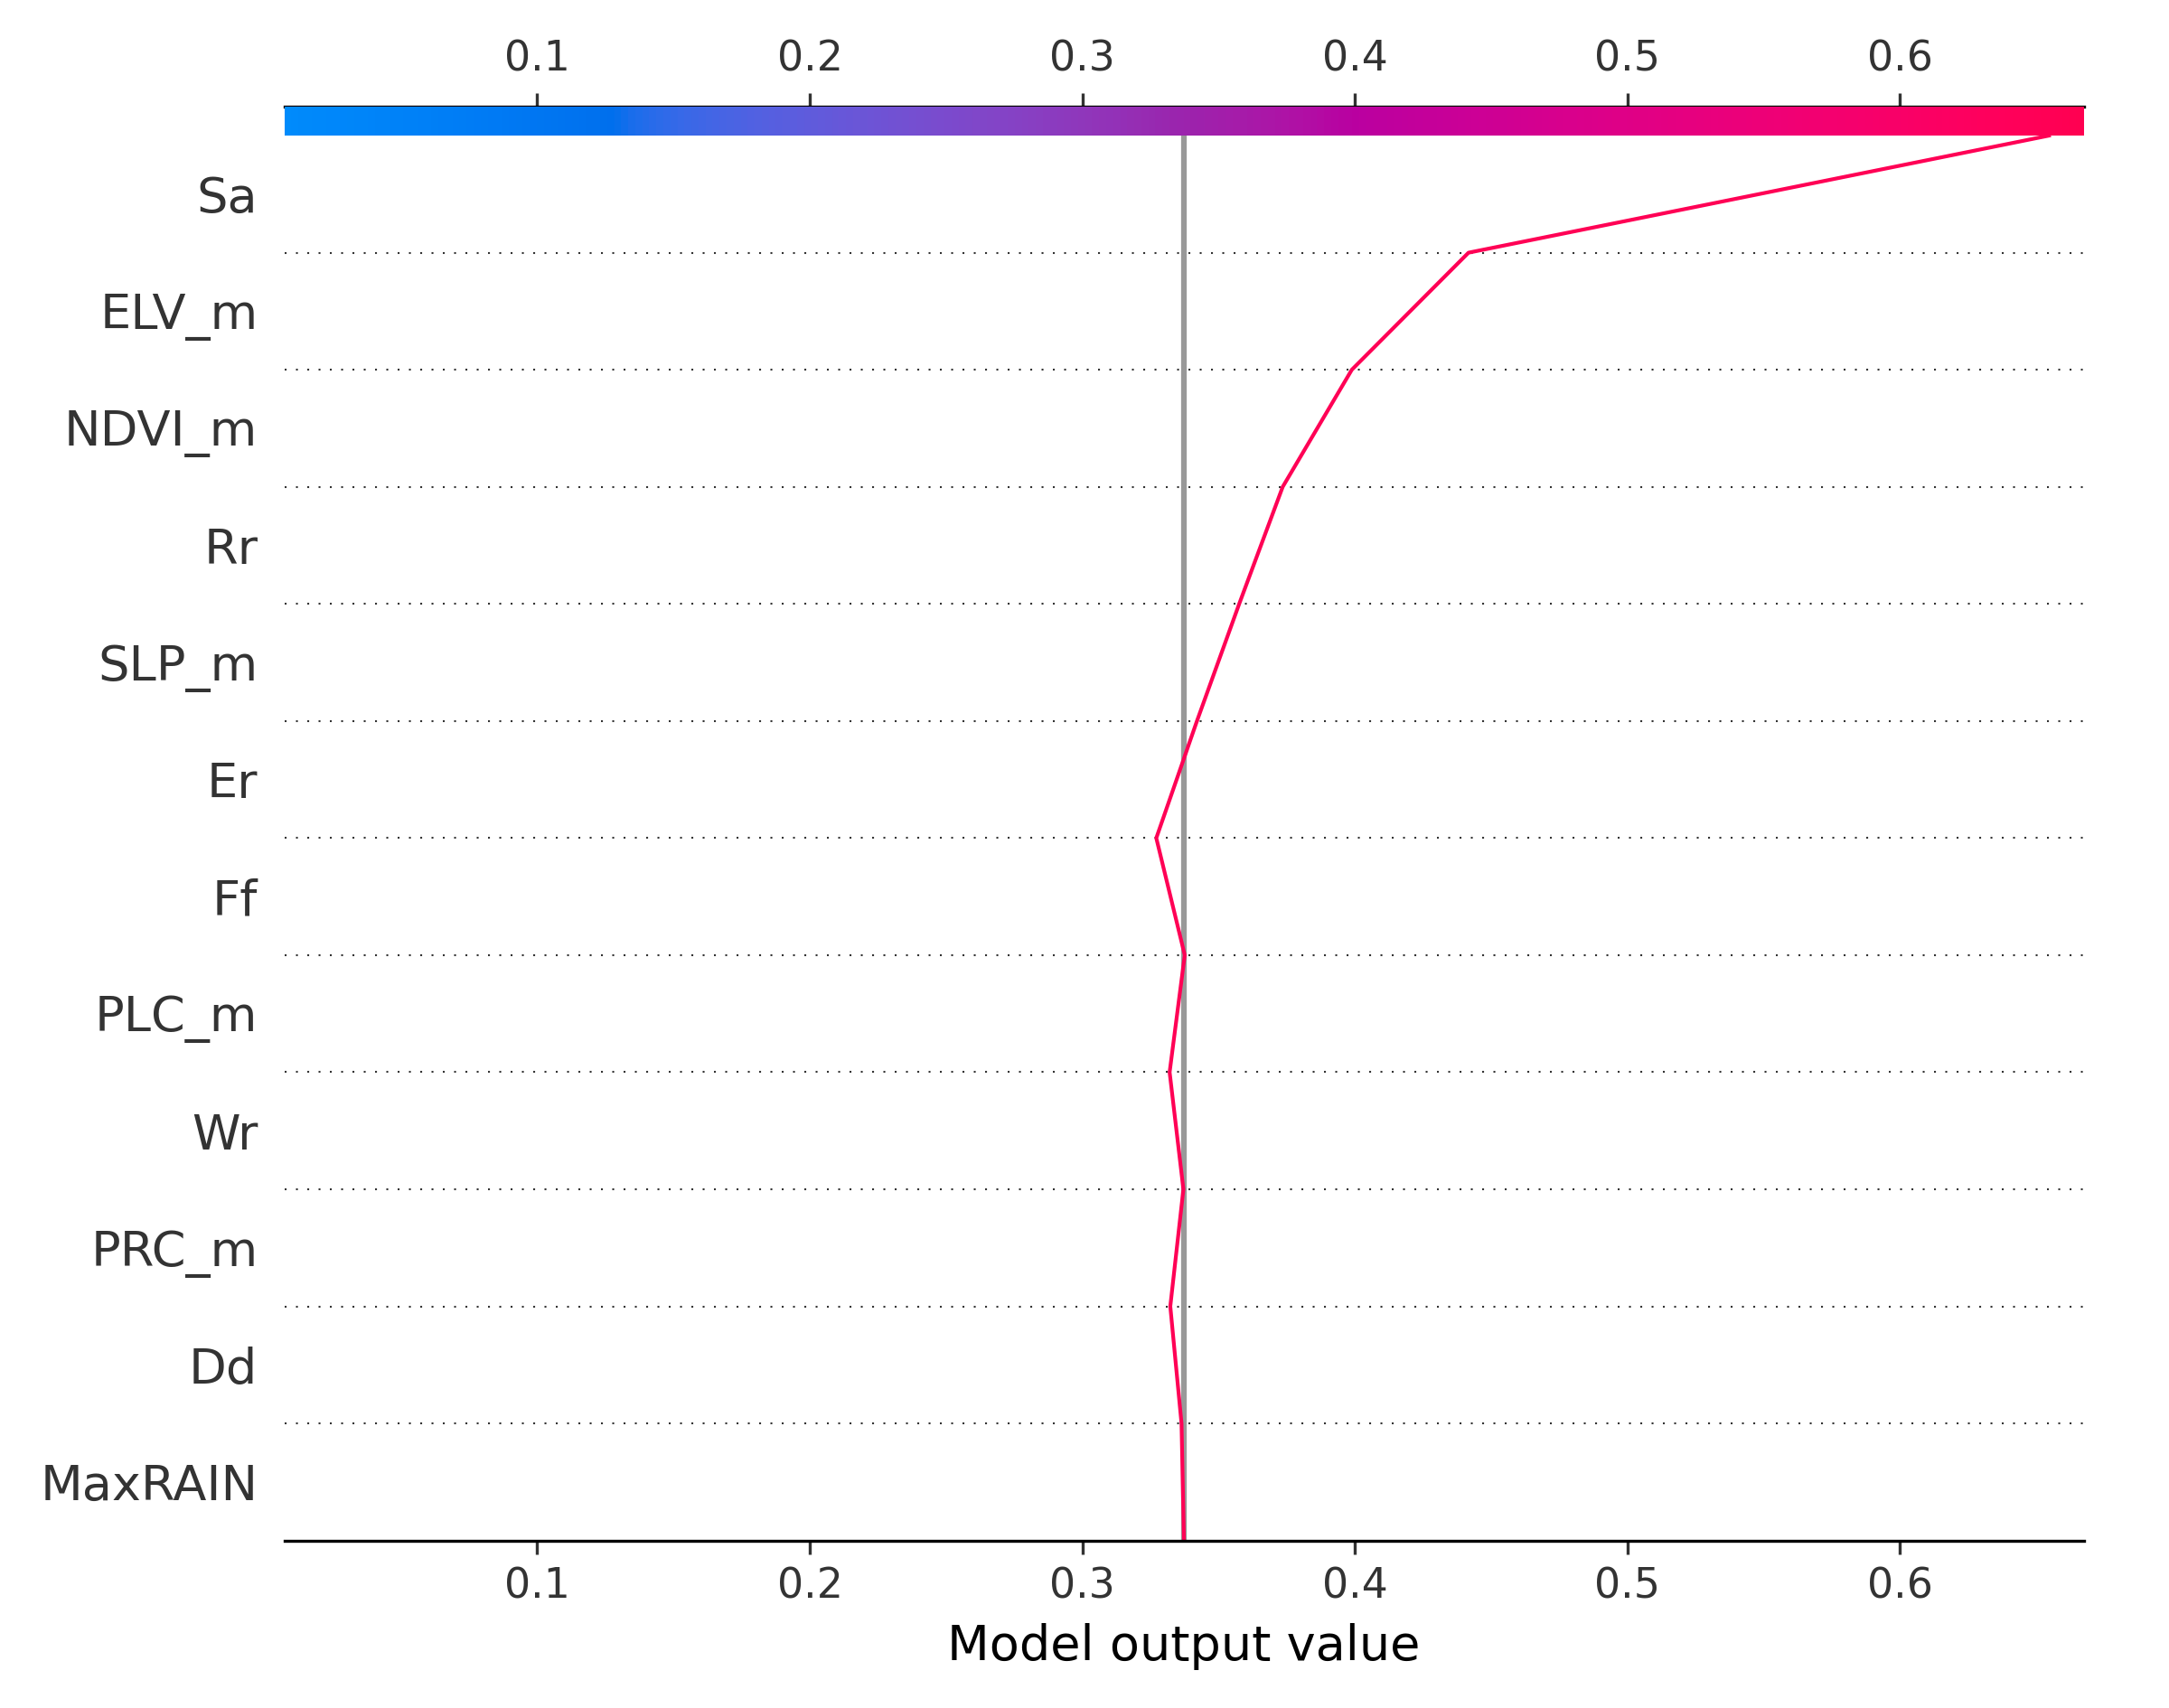 0.1 0.2 0.3 0.4 0.5 0.6
Sa
ELV_m
NDVI_m
Rr
SLP_m
Er
Ff
PLC_m
Wr
PRC_m
Dd
MaxRAIN
0.1 0.2 0.3 0.4 0.5 0.6
Model output value